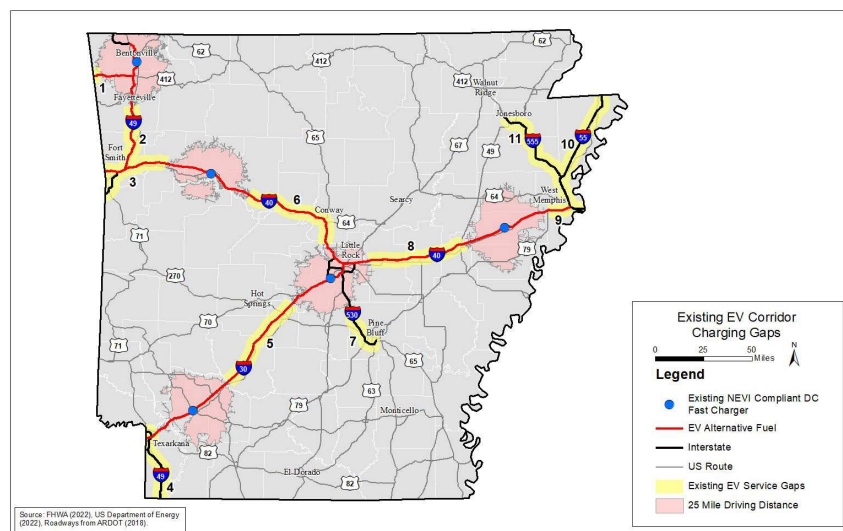 62
62
Bentonville
412
412
412
Walnut
Ridge
1
Fayetteville
Jonesboro
49
2
65
67
11
555
10
55
49
Fort
Smith
3
6
40
Conway
64
Searcy
64
West
Memphis
9
71
Little
Rock
8
40
79
270
Hot
Springs
530
Pine
Bluff
7
70
5
65
71
30
63
79
Monticello
Texarkana
82
El Dorado
82
49
4
Existing EV Corridor
Charging Gaps
0 25 50
Miles
N
Legend
Existing NEVI Compliant DC
Fast Charger
EV Alternative Fuel
Interstate
US Route
Existing EV Service Gaps
25 Mile Driving Distance
Source: FHWA (2022), US Department of Energy
(2022), Roadways from ARDOT (2018).